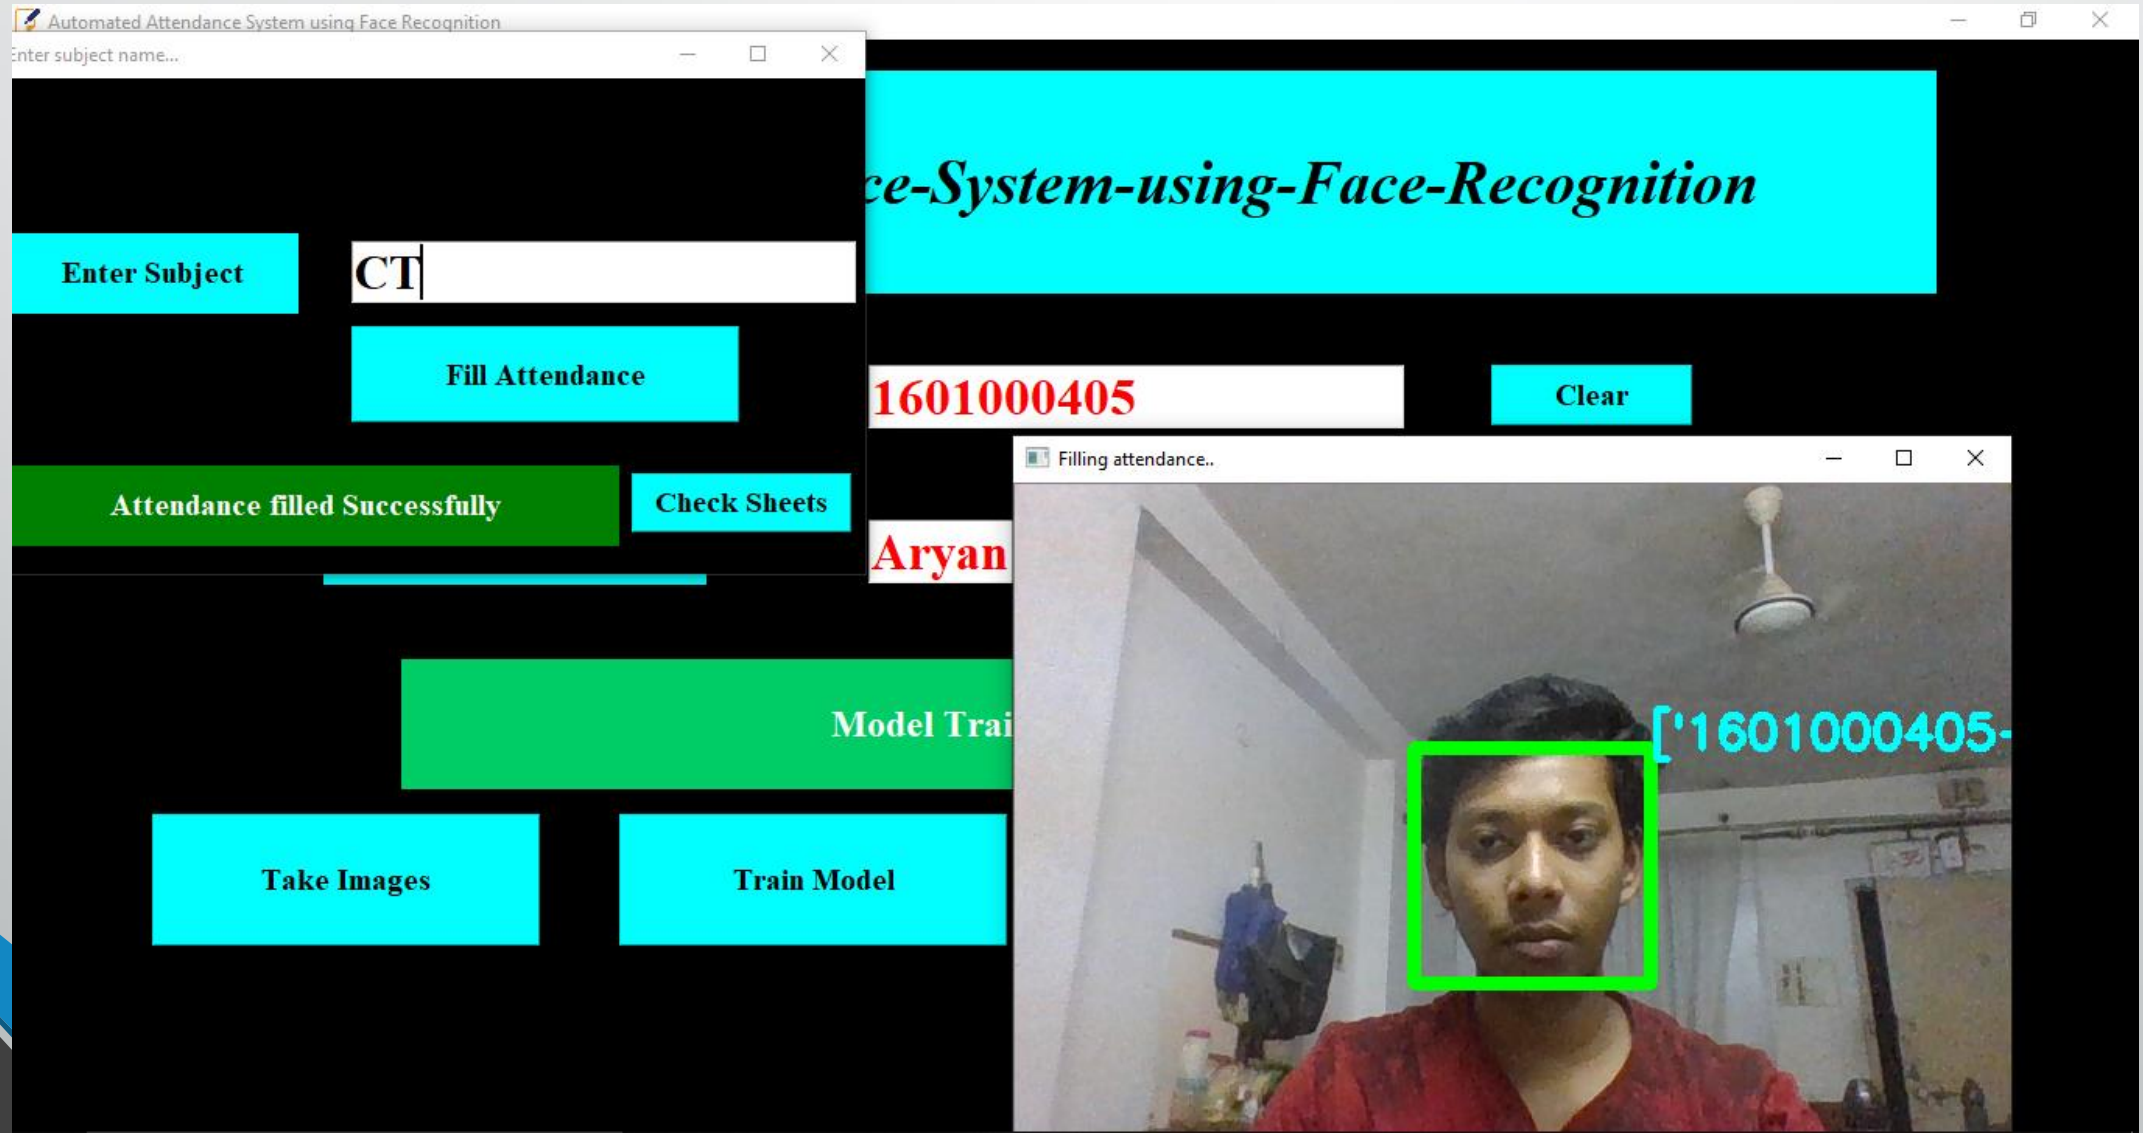 Automated Attendance System using Face Recognition
Enter subject name...
ce-System-using-Face-Recognition
Enter Subject
CT
Fill Attendance
1601000405
Clear
Filling attendance..
Attendance filled Successfully
Check Sheets
Aryan
Model Trai
['1601000405-
Take Images
Train Model